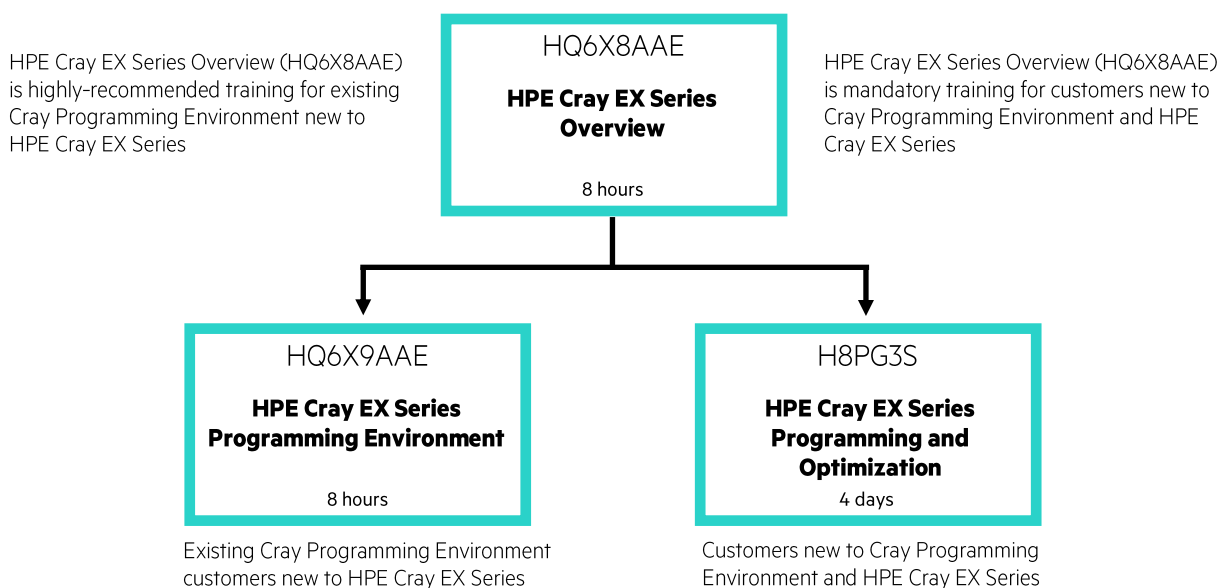 HQ6X8AAE
HPE Cray EX Series
Overview
8 hours
HPE Cray EX Series Overview (HQ6X8AAE)
is highly-recommended training for existing
Cray Programming Environment new to
HPE Cray EX Series
HPE Cray EX Series Overview (HQ6X8AAE)
is mandatory training for customers new to
Cray Programming Environment and HPE
Cray EX Series
HQ6X9AAE
HPE Cray EX Series
Programming Environment
8 hours
Existing Cray Programming Environment
customers new to HPE Cray EX Series
H8PG3S
HPE Cray EX Series
Programming and
Optimization
4 days
Customers new to Cray Programming
Environment and HPE Cray EX Series